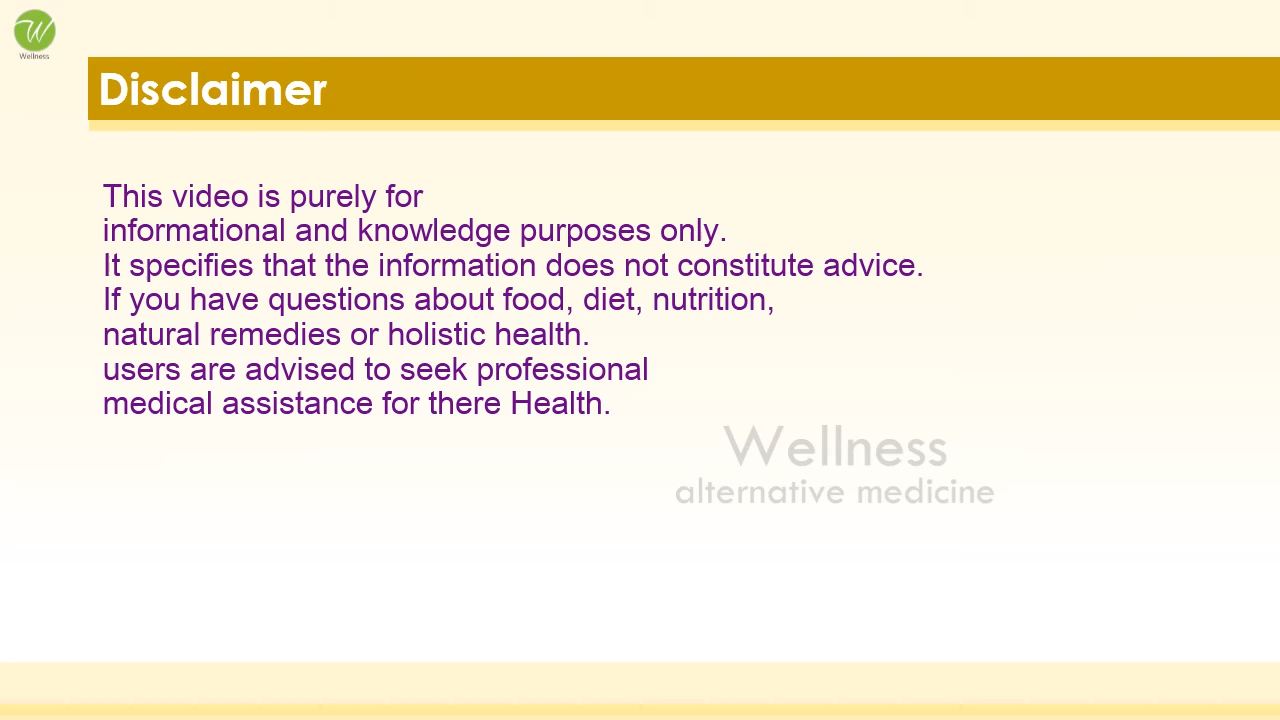 W
Wellness
Disclaimer
This video is purely for
informational and knowledge purposes only.
It specifies that the information does not constitute advice.
If you have questions about food, diet, nutrition,
natural remedies or holistic health.
users are advised to seek professional
medical assistance for there Health.
Wellness
alternative medicine